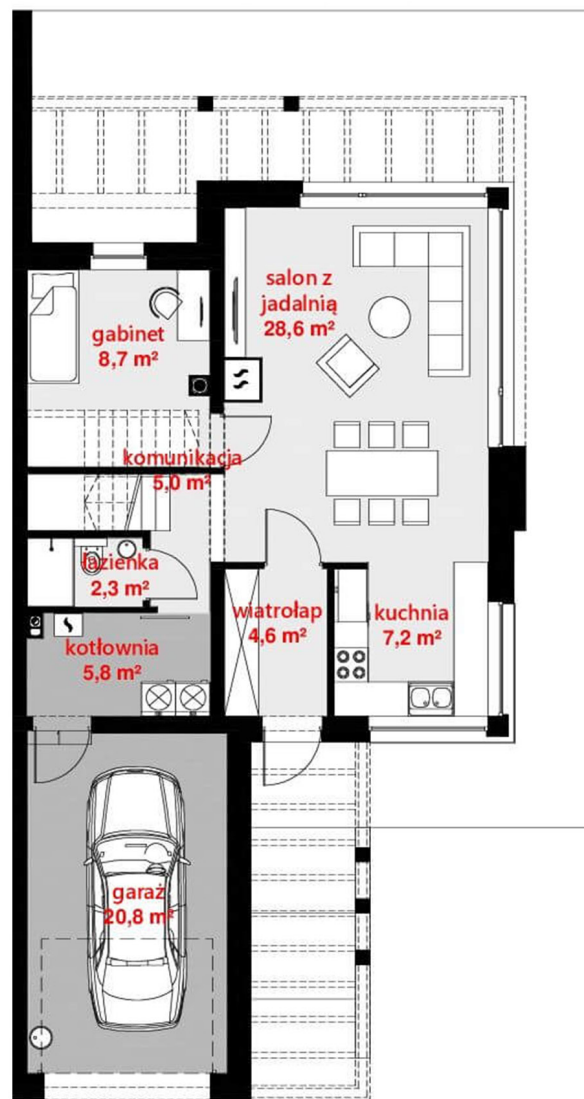 salon z
jadalnią
28,6 m²
gabinet
8,7 m²
komunikacja
5,0 m²
łazienka
2,3 m²
wiatrołap
4,6 m²
kuchnia
7,2 m²
kotłownia
5,8 m²
garaż
20,8 m²